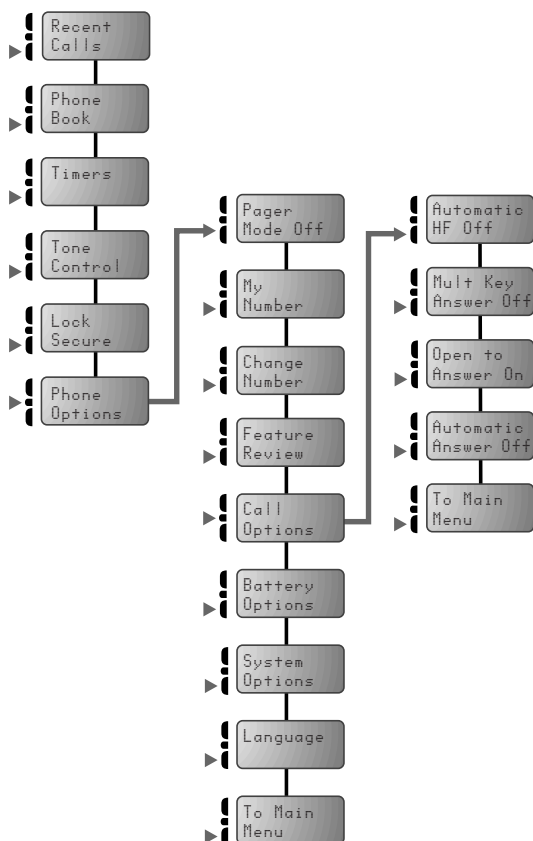 Recent
Calls
Phone
Book
Timers
Tone
Control
Lock
Secure
Phone
Options
Pager
Mode Off
My
Number
Change
Number
Feature
Review
Call
Options
Battery
Options
System
Options
Language
To Main
Menu
Automatic
HF Off
Mult Key
Answer Off
Open to
Answer On
Automatic
Answer Off
To Main
Menu